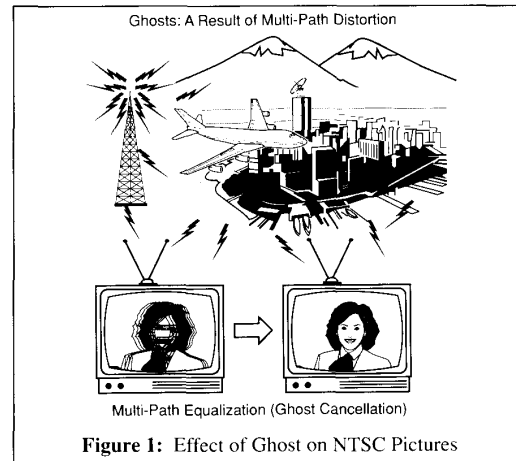 Ghosts: A Result of Multi-Path Distortion
Multi-Path Equalization (Ghost Cancellation)
Figure 1: Effect of Ghost on NTSC Pictures